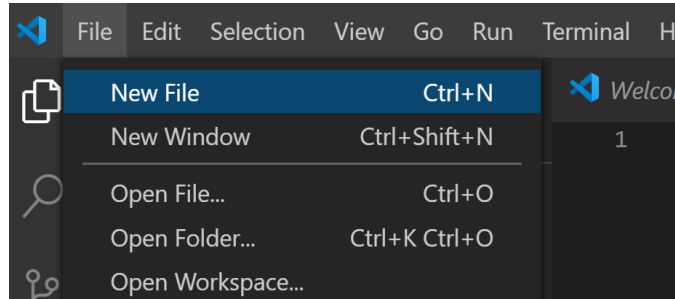 File Edit Selection View Go Run Terminal H
New File Ctrl+N
Welco
New Window Ctrl+Shift+N
1
Open File... Ctrl+O
Open Folder... Ctrl+K Ctrl+O
Open Workspace...